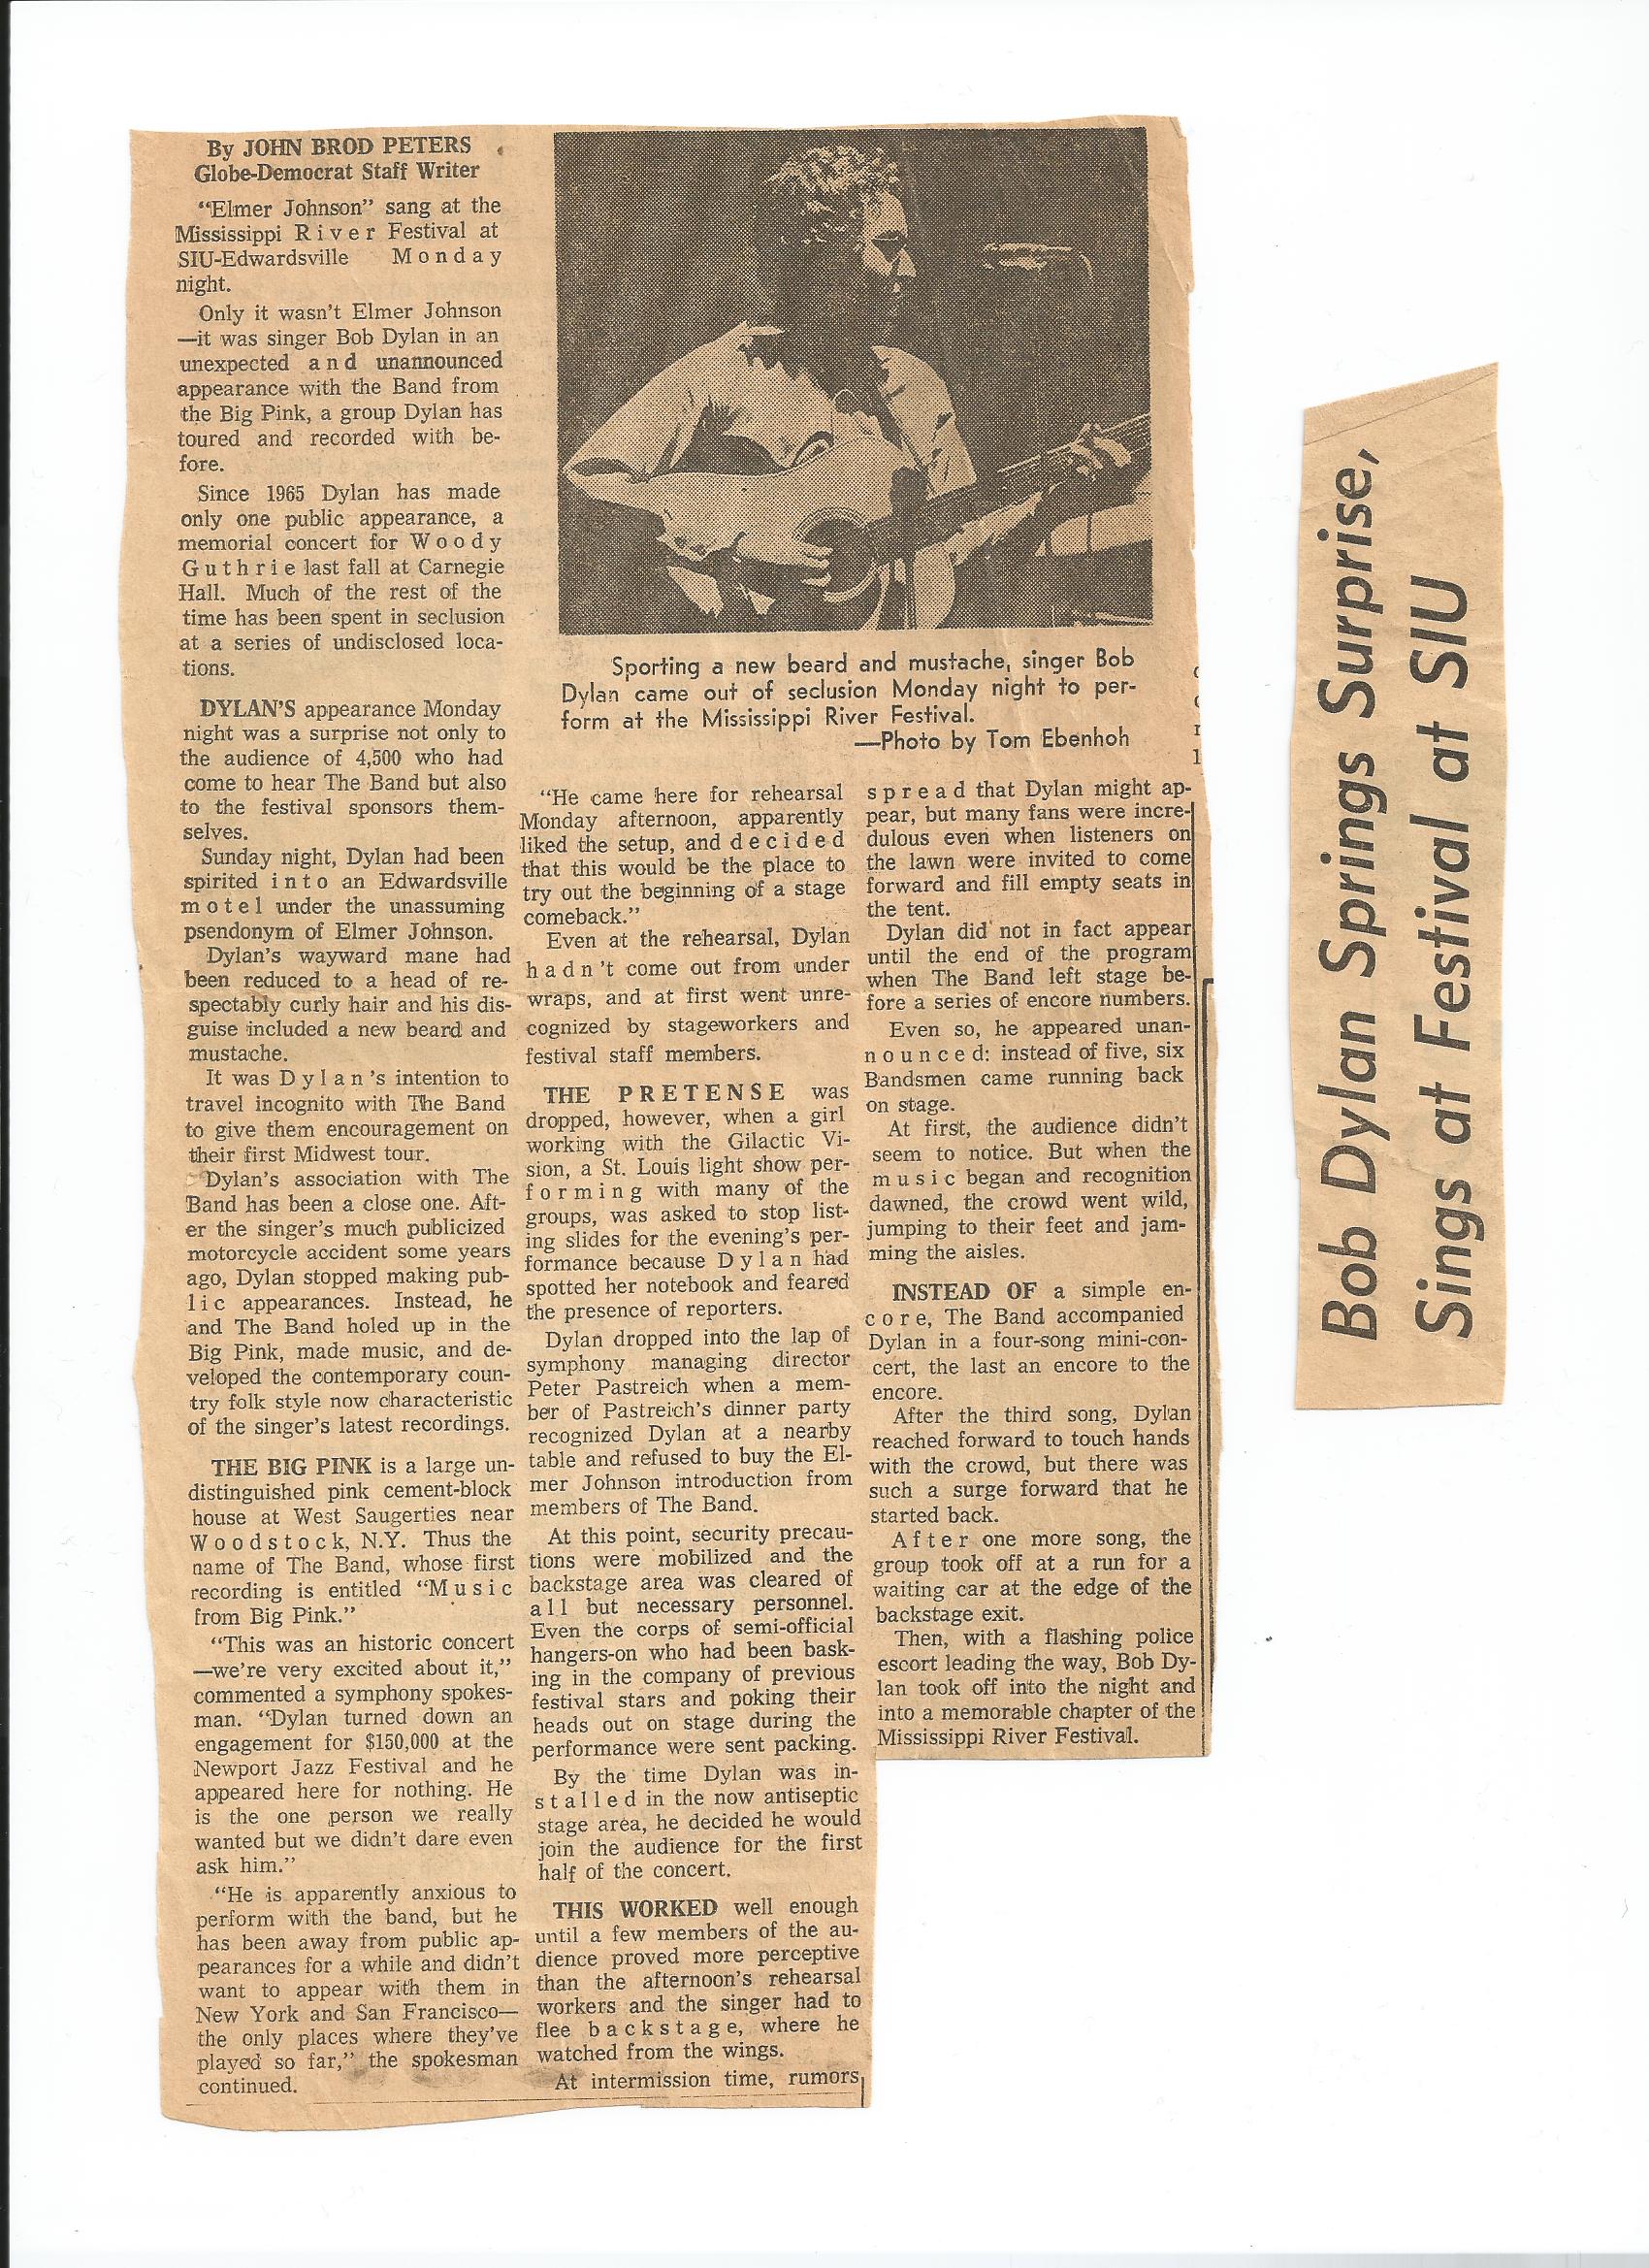 Bob Dylan Springs Surprise,
Sings at Festival at SIU
By JOHN BROD PETERS
Globe-Democrat Staff Writer
“Elmer Johnson” sang at the
Mississippi River Festival at
SIU-Edwardsville Monday
night.
Only it wasn't Elmer Johnson
—it was singer Bob Dylan in an
unexpected and unannounced
appearance with the Band from
the Big Pink, a group Dylan has
toured and recorded with be-
fore.
Since 1965 Dylan has made
only one public appearance, a
memorial concert for Woody
Guthrie last fall at Carnegie
Hall. Much of the rest of the
time has been spent in seclusion
at a series of undisclosed loca-
tions.
DYLAN'S appearance Monday
night was a surprise not only to
the audience of 4,500 who had
come to hear The Band but also
to the festival sponsors them-
selves.
Sunday night, Dylan had been
spirited into an Edwardsville
motel under the unassuming
psendonym of Elmer Johnson.
Dylan's wayward mane had
been reduced to a head of re-
spectably curly hair and his dis-
guise included a new beard and
mustache.
It was Dylan's intention to
travel incognito with The Band
to give them encouragement on
their first Midwest tour.
Dylan's association with The
Band has been a close one. Aft-
er the singer's much publicized
motorcycle accident some years
ago, Dylan stopped making pub-
lic appearances. Instead, he
and The Band holed up in the
Big Pink, made music, and de-
veloped the contemporary coun-
try folk style now characteristic
of the singer's latest recordings.
THE BIG PINK is a large un-
distinguished pink cement-block
house at West Saugerties near
Woodstock, N.Y. Thus the
name of The Band, whose first
recording is entitled “Music
from Big Pink.”
“This was an historic concert
—we're very excited about it,”
commented a symphony spokes-
man. “Dylan turned down an
engagement for $150,000 at the
Newport Jazz Festival and he
appeared here for nothing. He
is the one person we really
wanted but we didn't dare even
ask him.”
“He is apparently anxious to
perform with the band, but he
has been away from public ap-
pearances for a while and didn't
want to appear with them in
New York and San Francisco—
the only places where they've
played so far,” the spokesman
continued.
Sporting a new beard and mustache, singer Bob
Dylan came out of seclusion Monday night to per-
form at the Mississippi River Festival.
—Photo by Tom Ebenhoh
“He came here for rehearsal
Monday afternoon, apparently
liked the setup, and decided
that this would be the place to
try out the beginning of a stage
comeback.”
Even at the rehearsal, Dylan
hadn't come out from under
wraps, and at first went unre-
cognized by stageworkers and
festival staff members.
THE PRETENSE was
dropped, however, when a girl
working with the Gilactic Vi-
sion, a St. Louis light show per-
forming with many of the
groups, was asked to stop list-
ing slides for the evening's per-
formance because Dylan had
spotted her notebook and feared
the presence of reporters.
Dylan dropped into the lap of
symphony managing director
Peter Pastreich when a mem-
ber of Pastreich's dinner party
recognized Dylan at a nearby
table and refused to buy the El-
mer Johnson introduction from
members of The Band.
At this point, security precau-
tions were mobilized and the
backstage area was cleared of
all but necessary personnel.
Even the corps of semi-official
hangers-on who had been bask-
ing in the company of previous
festival stars and poking their
heads out on stage during the
performance were sent packing.
By the time Dylan was in-
stalled in the now antiseptic
stage area, he decided he would
join the audience for the first
half of the concert.
THIS WORKED well enough
until a few members of the au-
dience proved more perceptive
than the afternoon's rehearsal
workers and the singer had to
flee backstage, where he
watched from the wings.
At intermission time, rumors
spread that Dylan might ap-
pear, but many fans were incre-
dulous even when listeners on
the lawn were invited to come
forward and fill empty seats in
the tent.
Dylan did not in fact appear
until the end of the program
when The Band left stage be-
fore a series of encore numbers.
Even so, he appeared unan-
nounced: instead of five, six
Bandsmen came running back
on stage.
At first, the audience didn't
seem to notice. But when the
music began and recognition
dawned, the crowd went wild,
jumping to their feet and jam-
ming the aisles.
INSTEAD OF a simple en-
core, The Band accompanied
Dylan in a four-song mini-con-
cert, the last an encore to the
encore.
After the third song, Dylan
reached forward to touch hands
with the crowd, but there was
such a surge forward that he
started back.
After one more song, the
group took off at a run for a
waiting car at the edge of the
backstage exit.
Then, with a flashing police
escort leading the way, Bob Dy-
lan took off into the night and
into a memorable chapter of the
Mississippi River Festival.